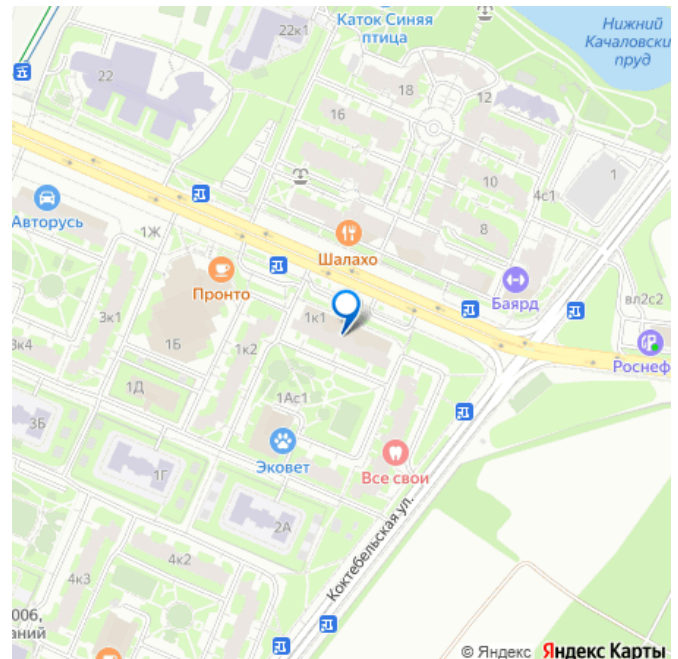 Каток Синяя
птица
Нижний
Качаловски
пруд
22к1
22
18
12
16
10
1
4с1
Авторусь
1Ж
Шалахо
8
Пронто
Баярд
вл2с2
3к1
1к1
Роснеф
3к4
1Б
1к2
1Д
1Ас1
3Б
Эковет
Все свои
1Г
2А
Коктебельская ул.
4к2
4к3
006,
аний
© Яндекс Яндекс Карты